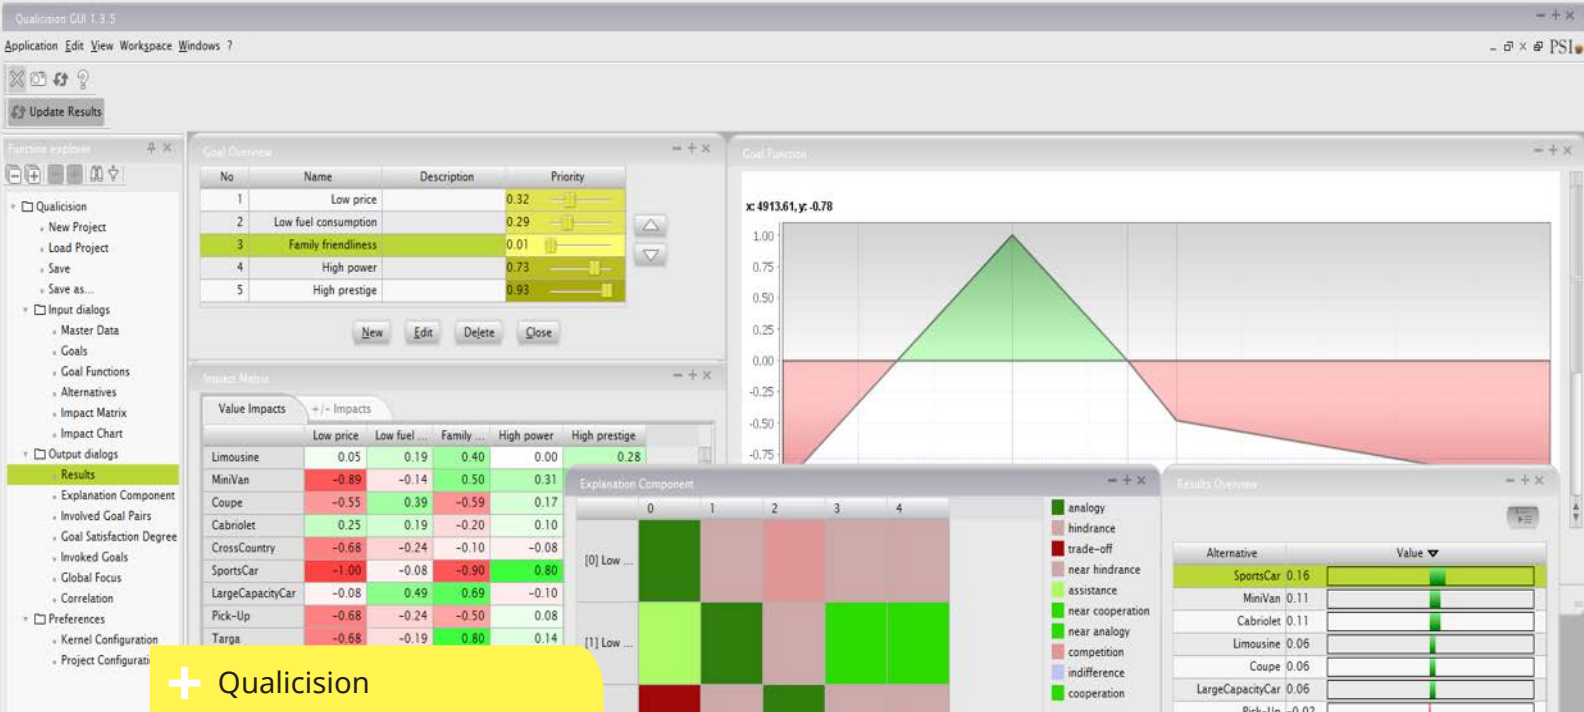 Qualicision GUI 1.3.5
Application Edit View Workspace Windows ?
PSI
Update Results
Function explorer
Qualicision
New Project
Load Project
Save
Save as...
Input dialogs
Master Data
Goals
Goal Functions
Alternatives
Impact Matrix
Impact Chart
Output dialogs
Results
Explanation Component
Involved Goal Pairs
Goal Satisfaction Degree
Invoked Goals
Global Focus
Correlation
Preferences
Kernel Configuration
Project Configurati
Goal Overview
No Name Description Priority
1 Low price 0.32
2 Low fuel consumption 0.29
3 Family friendliness 0.01
4 High power 0.73
5 High prestige 0.93
New Edit Delete Close
Impact Matrix
Value Impacts +/- Impacts
Low price Low fuel ... Family ... High power High prestige
Limousine 0.05 0.19 0.40 0.00 0.28
MiniVan -0.89 -0.14 0.50 0.31
Coupe -0.55 0.39 -0.59 0.17
Cabriolet 0.25 0.19 -0.20 0.10
CrossCountry -0.68 -0.24 -0.10 -0.08
SportsCar -1.00 -0.08 -0.90 0.80
LargeCapacityCar -0.08 0.49 0.69 -0.10
Pick-Up -0.68 -0.24 -0.50 0.08
Targa -0.68 -0.19 0.80 0.14
Goal Function
x: 4913.61, y: -0.78
1.00
0.75
0.50
0.25
0.00
-0.25
-0.50
-0.75
Explanation Component
0 1 2 3 4
[0] Low ...
[1] Low ...
analogy
hindrance
trade-off
near hindrance
assistance
near cooperation
near analogy
competition
indifference
cooperation
Results Overview
Alternative Value
SportsCar 0.16
MiniVan 0.11
Cabriolet 0.11
Limousine 0.06
Coupe 0.06
LargeCapacityCar 0.06
Pick-Up -0.02
Qualicision